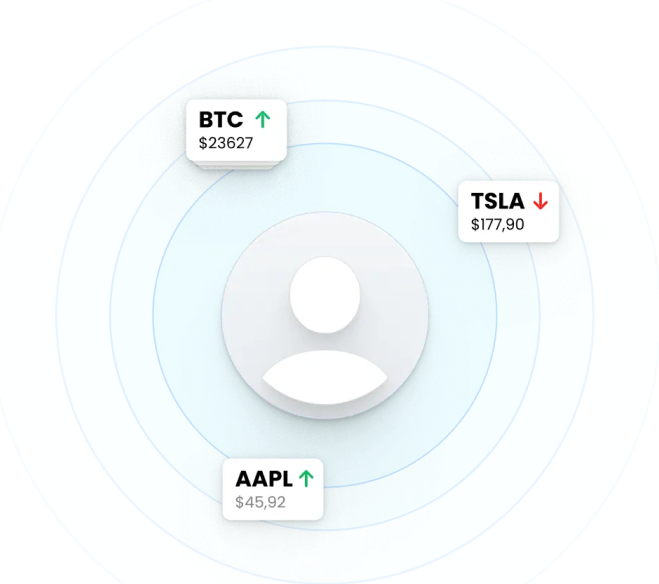 BTC ↑
$23627
TSLA ↓
$177,90
AAPL ↑
$45,92